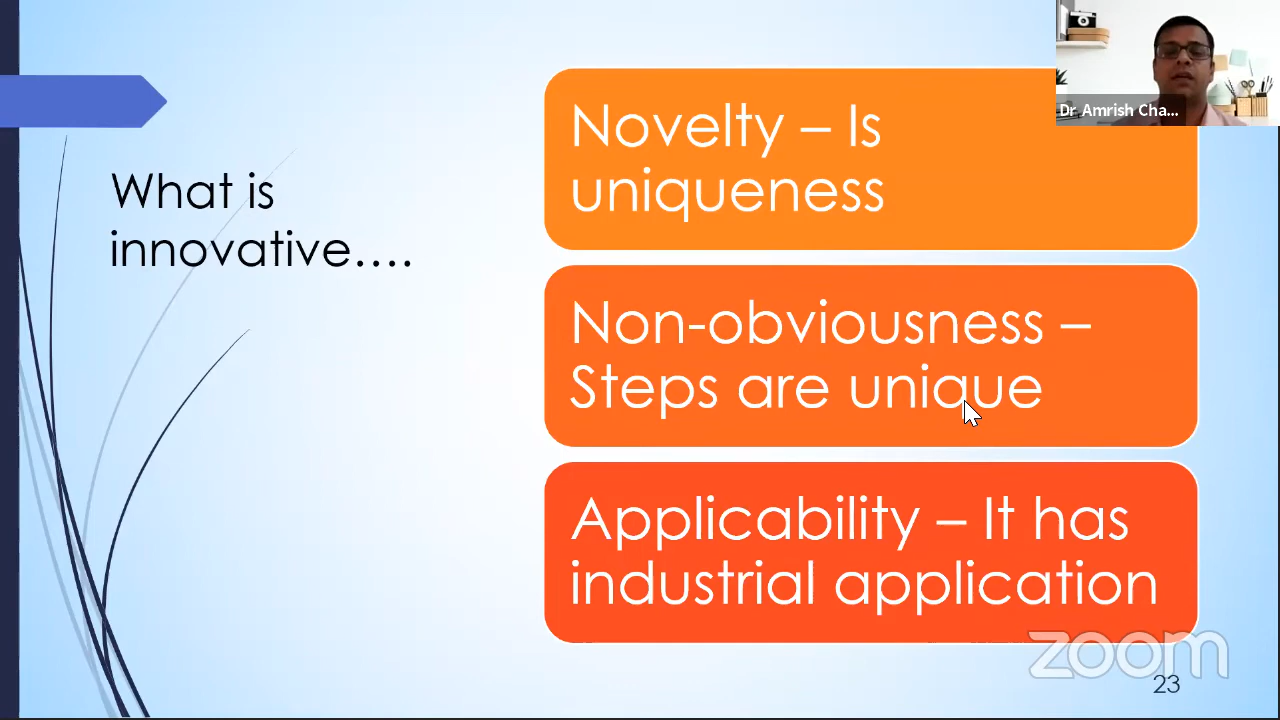 What is
innovative....
Novelty – Is
uniqueness
Non-obviousness –
Steps are unique
Applicability – It has
industrial application
Dr Amrish Cha...
zoom
23